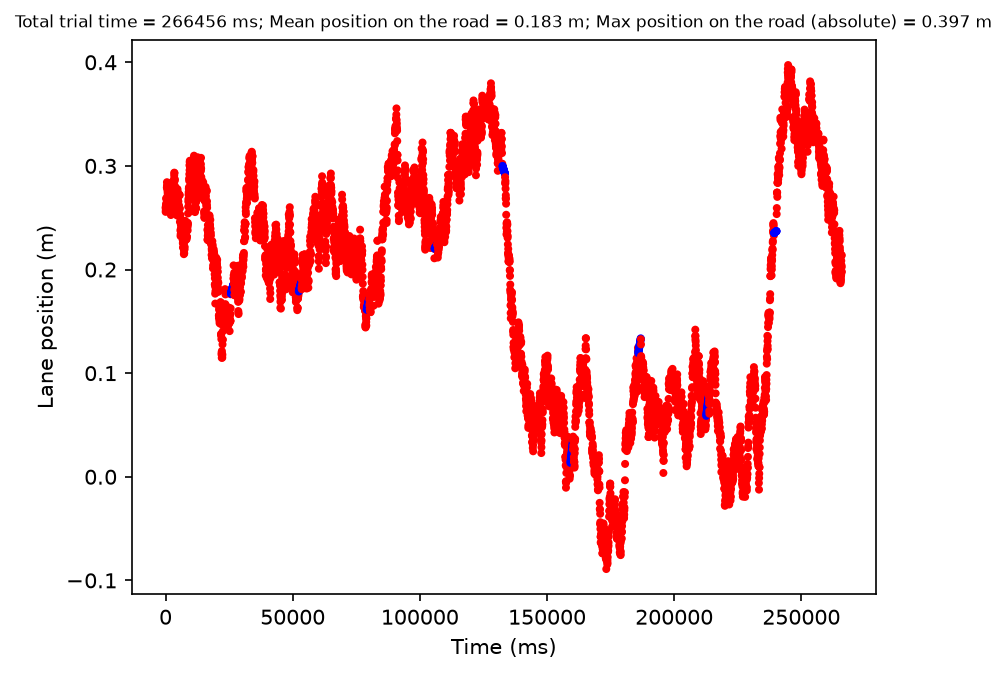 Total trial time = 266456 ms; Mean position on the road = 0.183 m; Max position on the road (absolute) = 0.397 m
0.4
0.3
0.2
0.1
0.0
−0.1
Lane position (m)
0 50000 100000 150000 200000 250000
Time (ms)